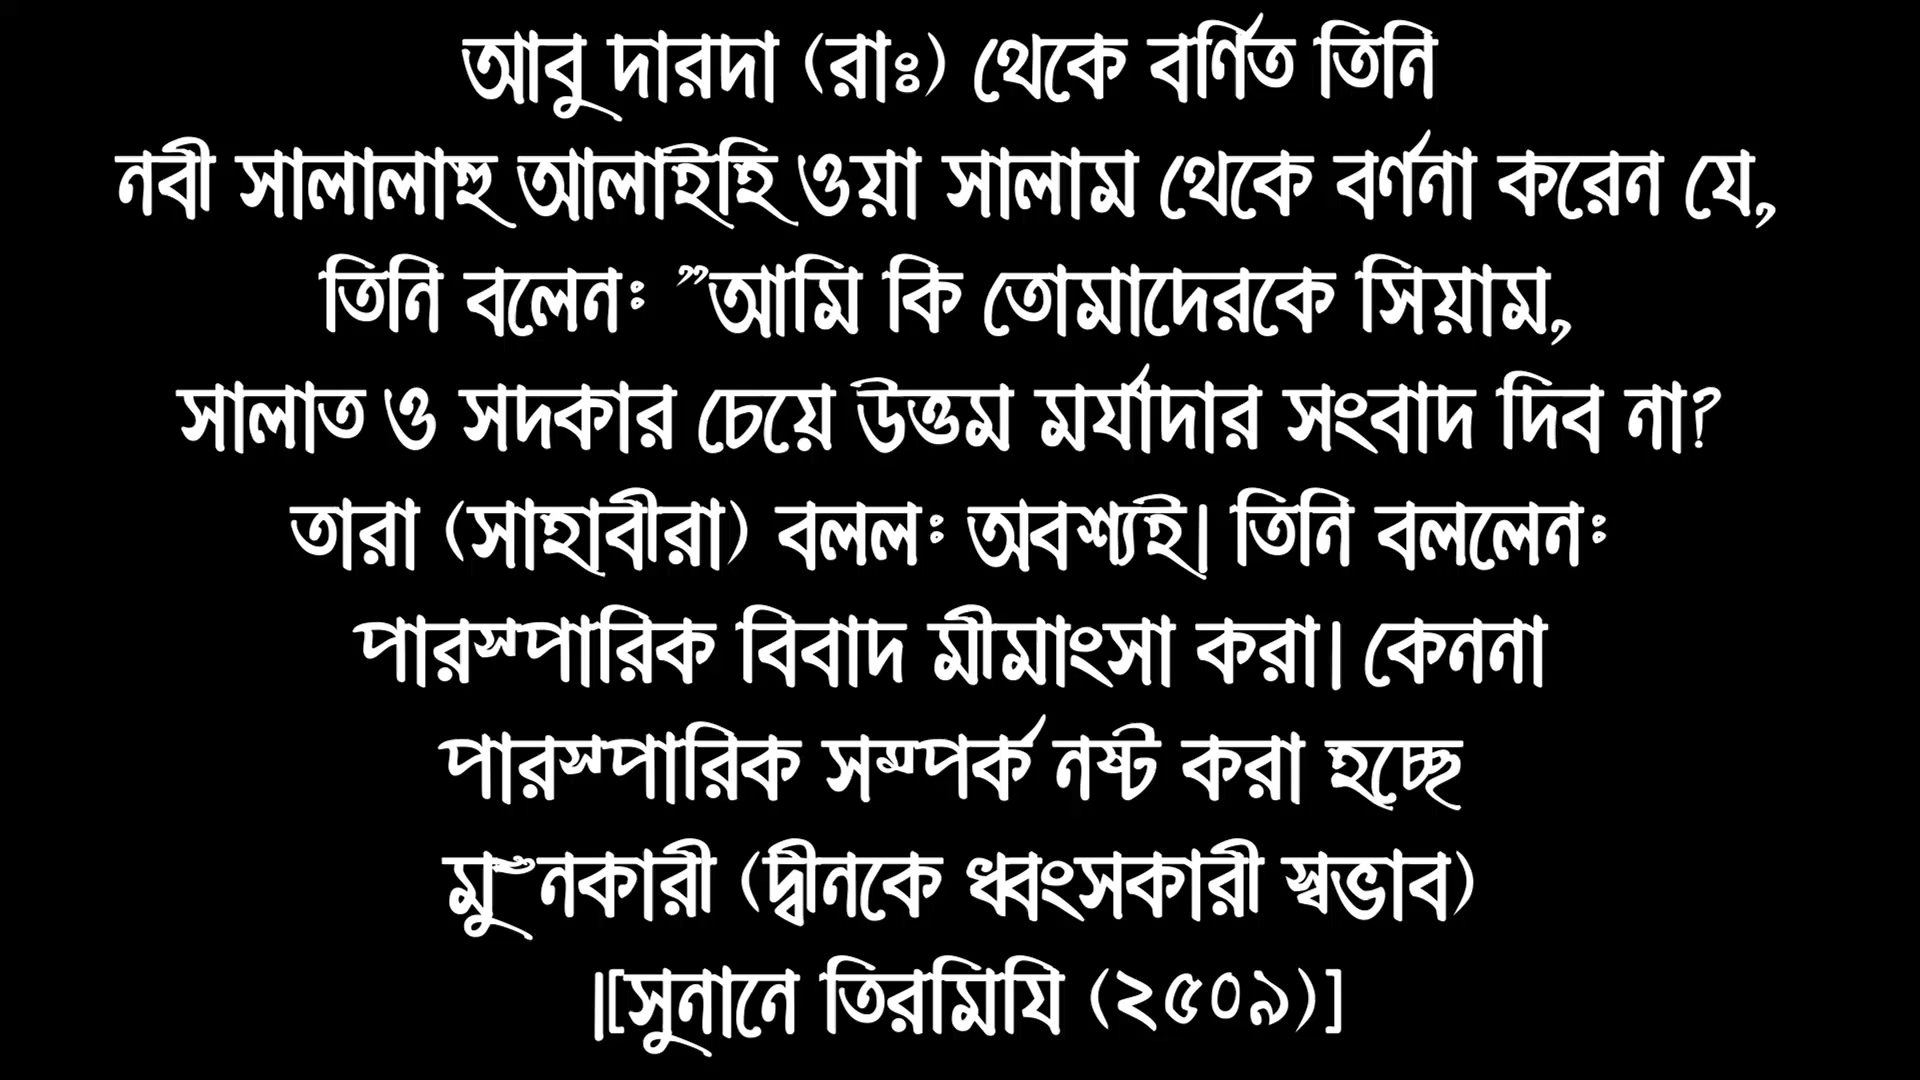 আবু দারদা (রাঃ) থেকে বর্ণিত তিনি
নবী সালালাহু আলাইহি ওয়া সালাম থেকে বর্ণনা করেন যে,
তিনি বলেনঃ ”আমি কি তোমাদেরকে সিয়াম,
সালাত ও সদকার চেয়ে উত্তম মর্যাদার সংবাদ দিব না?
তারা (সাহাবীরা) বললঃ অবশ্যই। তিনি বললেনঃ
পারস্পারিক বিবাদ মীমাংসা করা। কেননা
পারস্পারিক সম্পর্ক নষ্ট করা হচ্ছে
(দ্বীনকে ধ্বংসকারী স্বভাব)
।[সুনানে তিরমিযি (২৫০৯)]